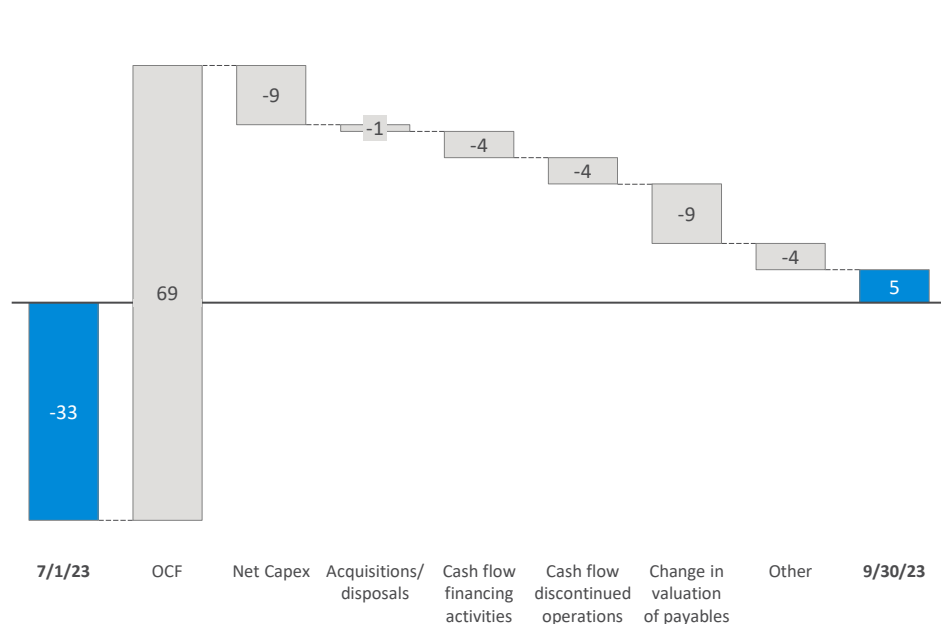 -9
-1
-4
-4
-9
-4
69
5
-33
7/1/23
OCF
Net Capex
Acquisitions/
disposals
Cash flow
financing
activities
Cash flow
discontinued
operations
Change in
valuation
of payables
Other
9/30/23